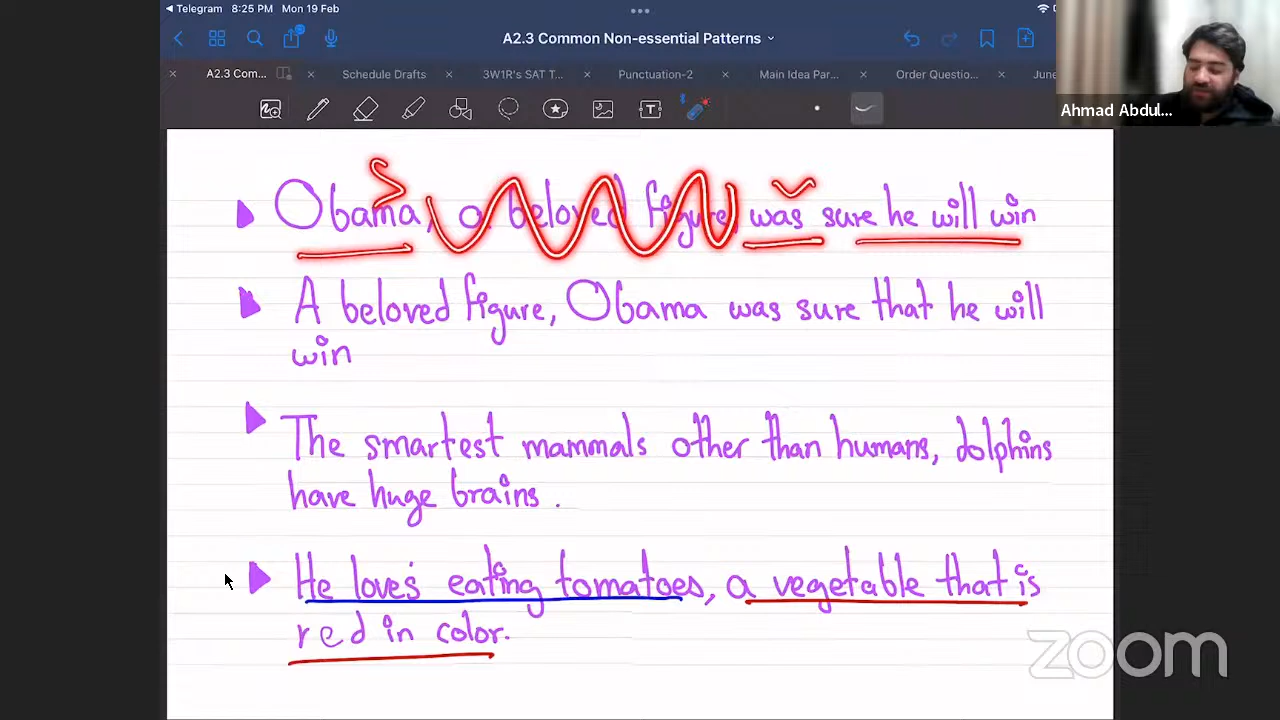 Telegram 8:25 PM Mon 19 Feb
A2.3 Common Non-essential Patterns
A2.3 Com... Schedule Drafts 3W1R's SAT T... Punctuation-2 Main Idea Par... Order Questio... June
Ahmad Abdul...
Obama, a beloved figure, was sure he will win
S V
A beloved figure, Obama was sure that he will
win
The smartest mammals other than humans, dolphins
have huge brains.
He loves eating tomatoes, a vegetable that is
red in color.
zoom